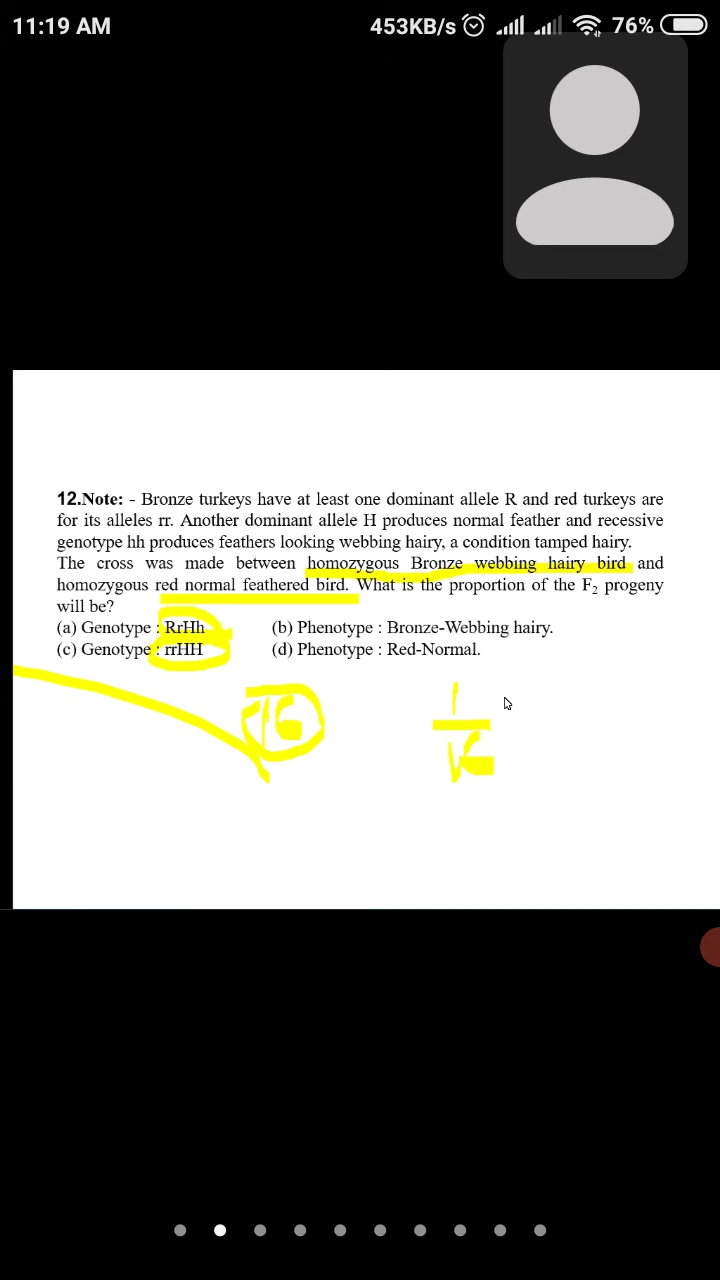 11:19 AM 453KB/s 76%
12.Note: - Bronze turkeys have at least one dominant allele R and red turkeys are
for its alleles rr. Another dominant allele H produces normal feather and recessive
genotype hh produces feathers looking webbing hairy, a condition tamped hairy.
The cross was made between homozygous Bronze webbing hairy bird and
homozygous red normal feathered bird. What is the proportion of the F₂ progeny
will be?
(a) Genotype : RrHh (b) Phenotype : Bronze-Webbing hairy.
(c) Genotype : rrHH (d) Phenotype : Red-Normal.
16 1
16